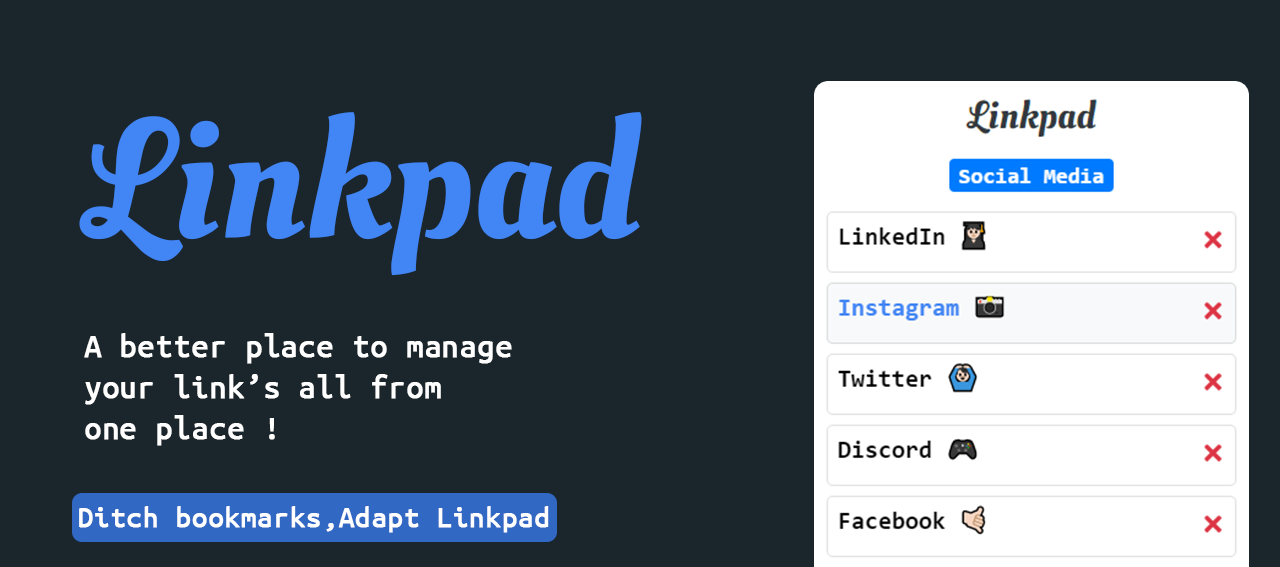 Linkpad
A better place to manage
your link’s all from
one place !
Ditch bookmarks,Adapt Linkpad
Linkpad
Social Media
LinkedIn
Instagram
Twitter
Discord
Facebook